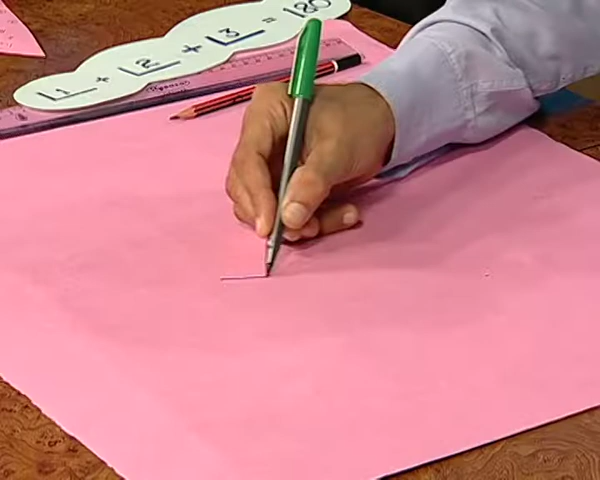 ∠1 + ∠2 + ∠3 = 180